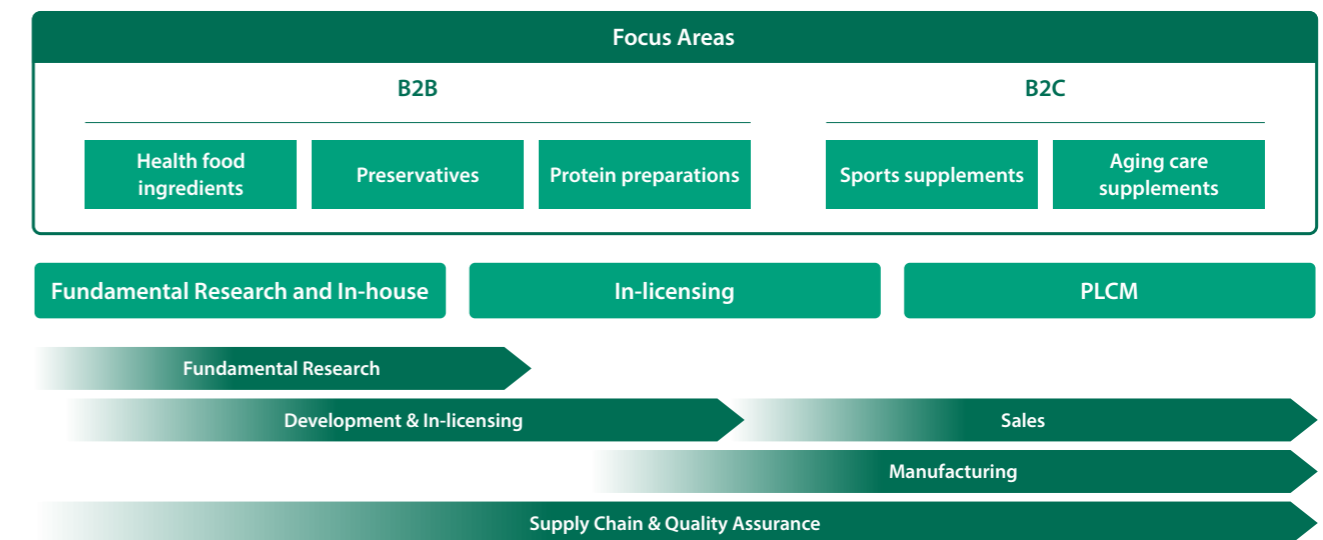 Focus Areas
B2B
B2C
Health food
ingredients
Preservatives
Protein preparations
Sports supplements
Aging care
supplements
Fundamental Research and In-house
In-licensing
PLCM
Fundamental Research
Development & In-licensing
Sales
Manufacturing
Supply Chain & Quality Assurance